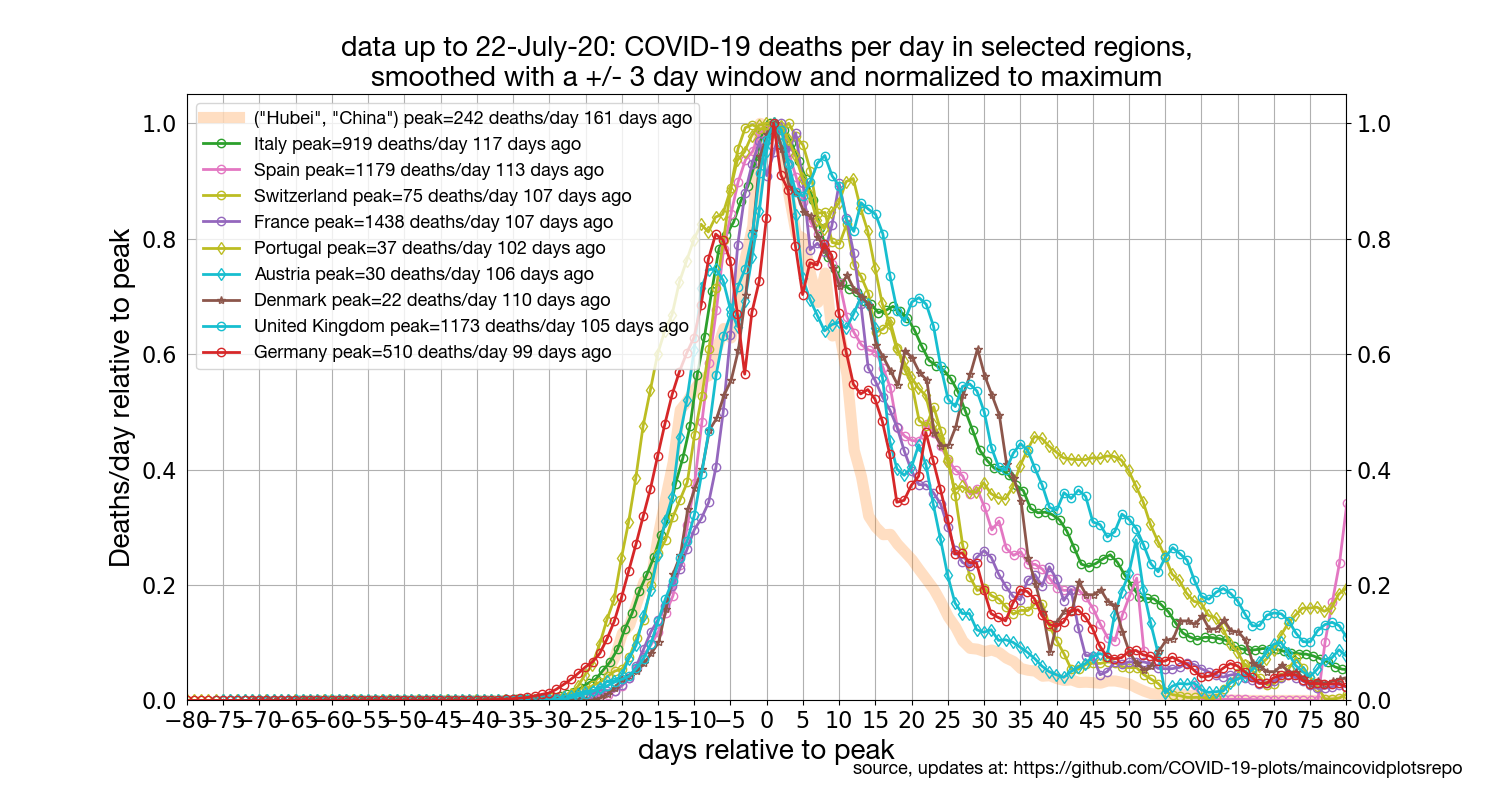 data up to 22-July-20: COVID-19 deaths per day in selected regions,
smoothed with a +/- 3 day window and normalized to maximum
("Hubei", "China") peak=242 deaths/day 161 days ago
Italy peak=919 deaths/day 117 days ago
Spain peak=1179 deaths/day 113 days ago
Switzerland peak=75 deaths/day 107 days ago
France peak=1438 deaths/day 107 days ago
Portugal peak=37 deaths/day 102 days ago
Austria peak=30 deaths/day 106 days ago
Denmark peak=22 deaths/day 110 days ago
United Kingdom peak=1173 deaths/day 105 days ago
Germany peak=510 deaths/day 99 days ago
Deaths/day relative to peak
1.0 1.0
0.8 0.8
0.6 0.6
0.4 0.4
0.2 0.2
0.0 0.0
−80 −75 −70 −65 −60 −55 −50 −45 −40 −35 −30 −25 −20 −15 −10 −5 0 5 10 15 20 25 30 35 40 45 50 55 60 65 70 75 80
days relative to peak
source, updates at: https://github.com/COVID-19-plots/maincovidplotsrepo